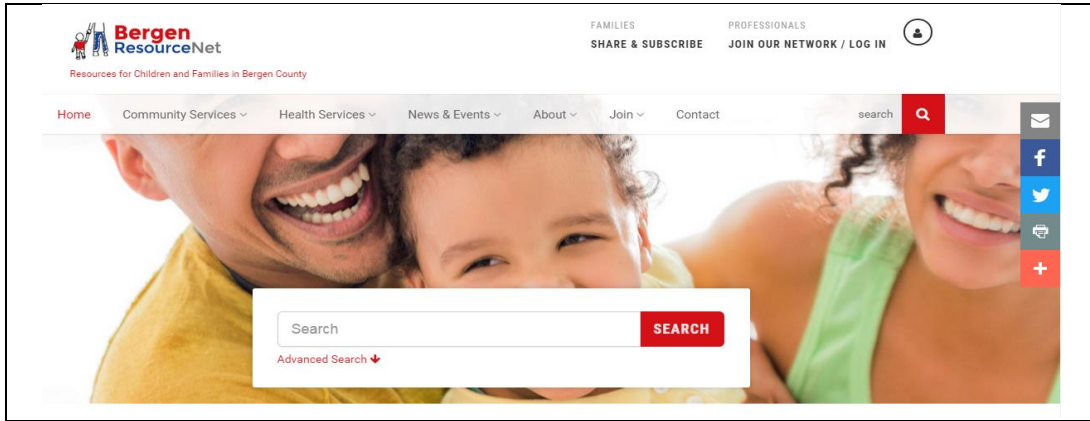 Bergen
ResourceNet
Resources for Children and Families in Bergen County
FAMILIES
SHARE & SUBSCRIBE
PROFESSIONALS
JOIN OUR NETWORK / LOG IN
Home Community Services Health Services News & Events About Join Contact search
Search SEARCH
Advanced Search